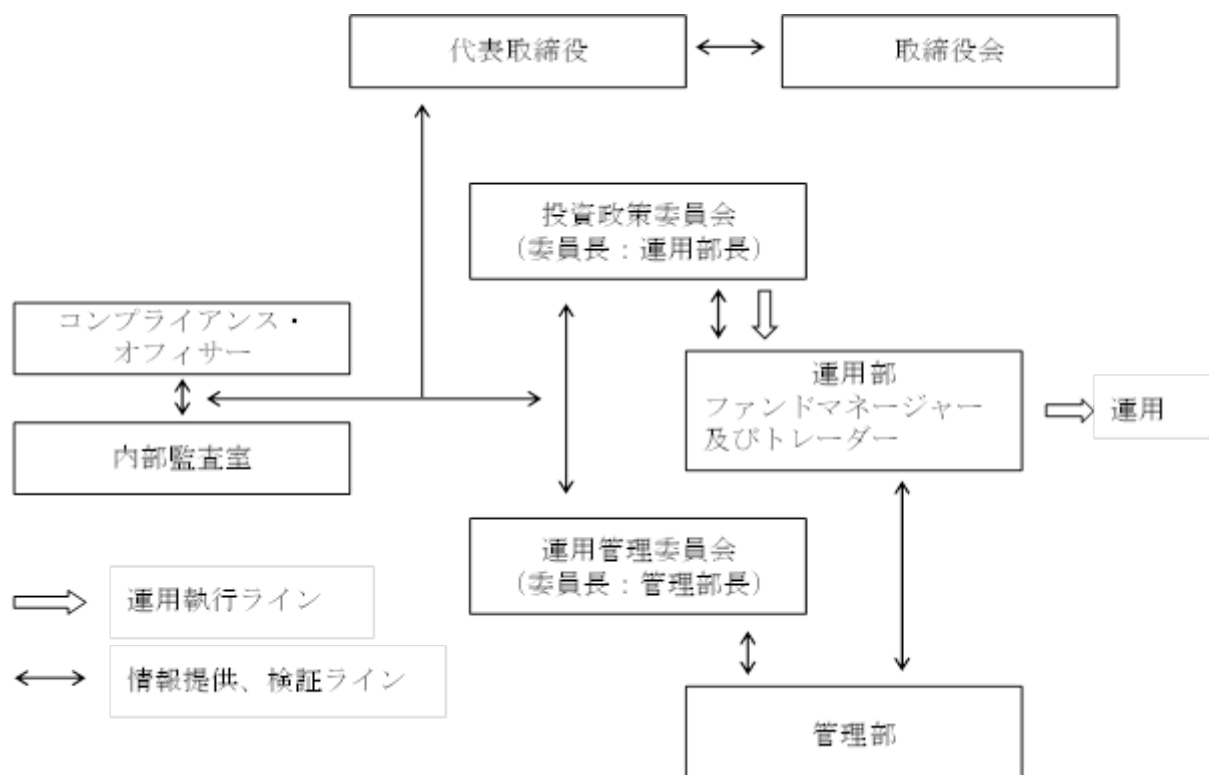 代表取締役
取締役会
投資政策委員会
(委員長：運用部長)
コンプライアンス・
オフィサー
運用部
ファンドマネージャー
及びトレーダー
運用
内部監査室
運用管理委員会
(委員長：管理部長)
運用執行ライン
情報提供、検証ライン
管理部